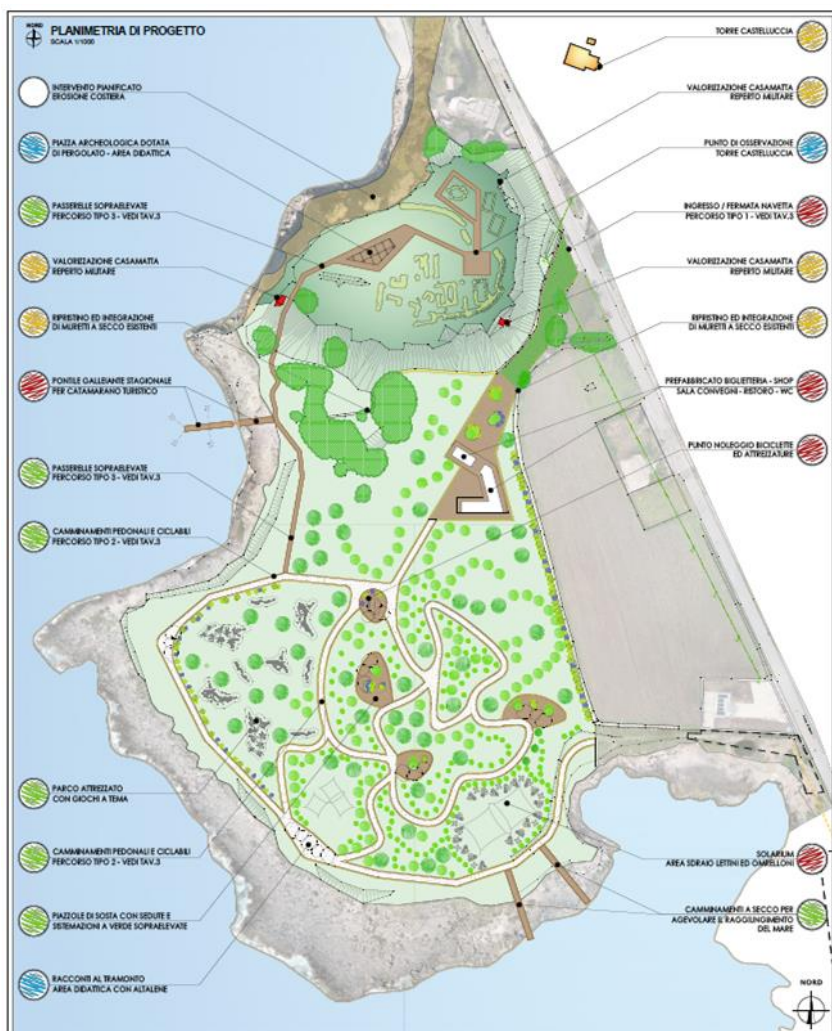 NORD
PLANIMETRIA DI PROGETTO
SCALA 1/1000
INTERVENTO PIANIFICATO
EROSIONE COSTIERA
PIAZZA ARCHEOLOGICA DOTATA
DI PERGOLATO - AREA DIDATTICA
PASSERELLE SOPRAELEVATE
PERCORSO TIPO 3 - VEDI TAV.3
VALORIZZAZIONE CASAMATTA
REPERTO MILITARE
RIPRISTINO ED INTEGRAZIONE
DI MURETTI A SECCO ESISTENTI
PONTILE GALLEIANTE STAGIONALE
PER CATAMARANO TURISTICO
PASSERELLE SOPRAELEVATE
PERCORSO TIPO 3 - VEDI TAV.3
CAMMINAMENTI PEDONALI E CICLABILI
PERCORSO TIPO 2 - VEDI TAV.3
PARCO ATTREZZATO
CON GIOCHI A TEMA
CAMMINAMENTI PEDONALI E CICLABILI
PERCORSO TIPO 2 - VEDI TAV.3
PIAZZOLE DI SOSTA CON SEDUTE E
SISTEMAZIONI A VERDE SOPRAELEVATE
RACCONTI AL TRAMONTO
AREA DIDATTICA CON ALTALENE
TORRE CASTELLUCCIA
VALORIZZAZIONE CASAMATTA
REPERTO MILITARE
PUNTO DI OSSERVAZIONE
TORRE CASTELLUCCIA
INGRESSO / FERMATA NAVETTA
PERCORSO TIPO 1 - VEDI TAV.3
VALORIZZAZIONE CASAMATTA
REPERTO MILITARE
RIPRISTINO ED INTEGRAZIONE
DI MURETTI A SECCO ESISTENTI
PREFABBRICATO BIGLIETTERIA - SHOP
SALA CONVEGNI - RISTORO - WC
PUNTO NOLEGGIO BICICLETTE
ED ATTREZZATURE
SOLARIUM
AREA SDRAIO LETTINI ED OMRELLONI
CAMMINAMENTI A SECCO PER
AGEVOLARE IL RAGGIUNGIMENTO
DEL MARE
NORD